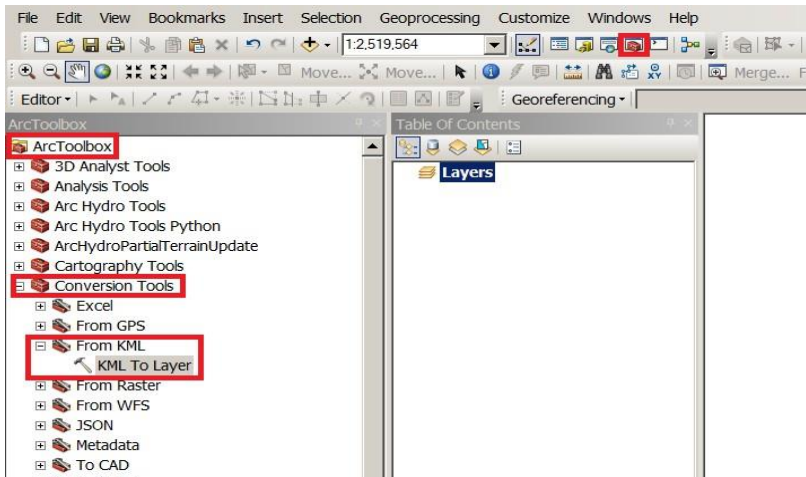 File Edit View Bookmarks Insert Selection Geoprocessing Customize Windows Help
1:2,519,564
Move... Move... Merge...
Editor Georeferencing
ArcToolbox Table Of Contents
ArcToolbox
3D Analyst Tools
Layers
Analysis Tools
Arc Hydro Tools
Arc Hydro Tools Python
ArcHydroPartialTerrainUpdate
Cartography Tools
Conversion Tools
Excel
From GPS
From KML
KML To Layer
From Raster
From WFS
JSON
Metadata
To CAD